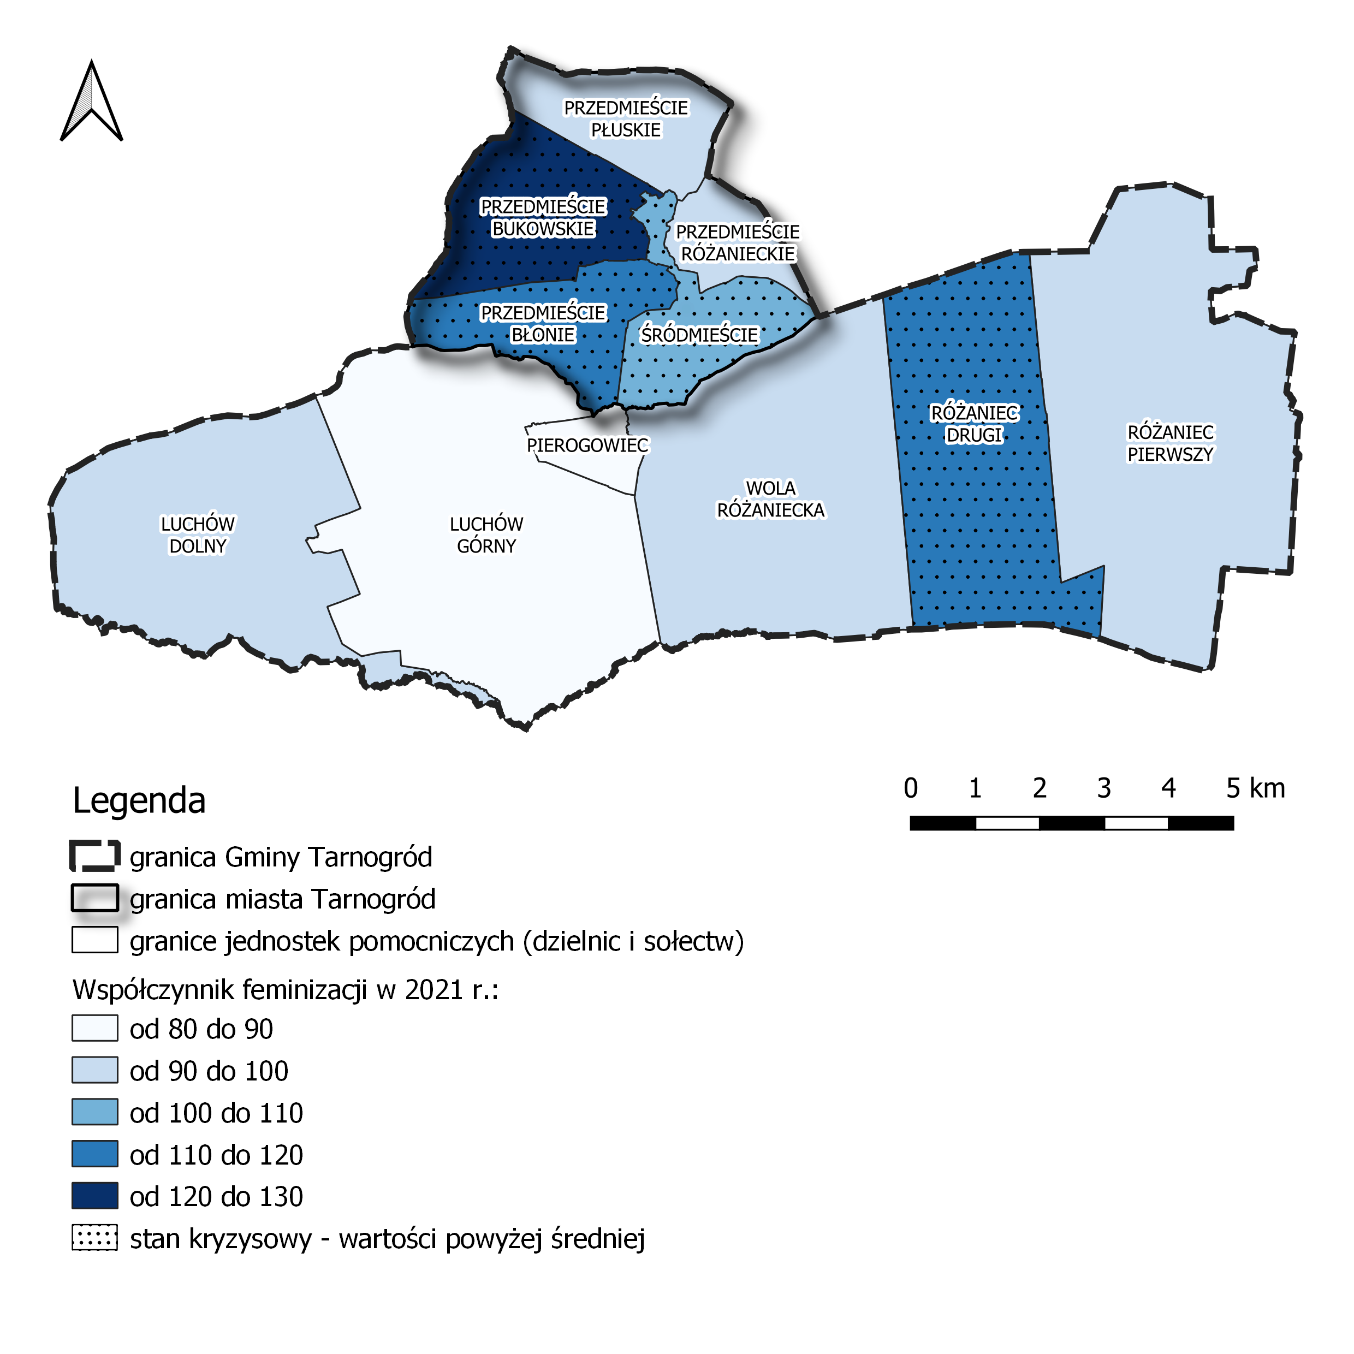 PRZEDMIEŚCIE
PŁUSKIE
PRZEDMIEŚCIE
BUKOWSKIE
PRZEDMIEŚCIE
RÓŻANIECKIE
PRZEDMIEŚCIE
BŁONIE
ŚRÓDMIEŚCIE
PIEROGOWIEC
RÓŻANIEC
DRUGI
RÓŻANIEC
PIERWSZY
WOLA
RÓŻANIECKA
LUCHÓW
DOLNY
LUCHÓW
GÓRNY
0 1 2 3 4 5 km
Legenda
granica Gminy Tarnogród
granica miasta Tarnogród
granice jednostek pomocniczych (dzielnic i sołectw)
Współczynnik feminizacji w 2021 r.:
od 80 do 90
od 90 do 100
od 100 do 110
od 110 do 120
od 120 do 130
stan kryzysowy - wartości powyżej średniej